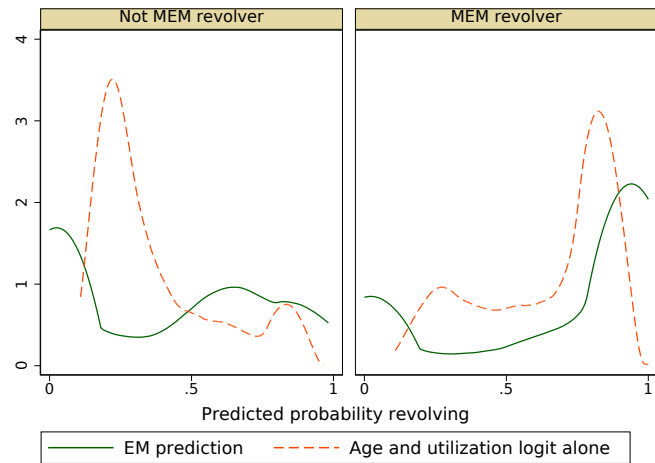 Not MEM revolver MEM revolver
4
3
2
1
0
0 .5 1 0 .5 1
Predicted probability revolving
EM prediction Age and utilization logit alone